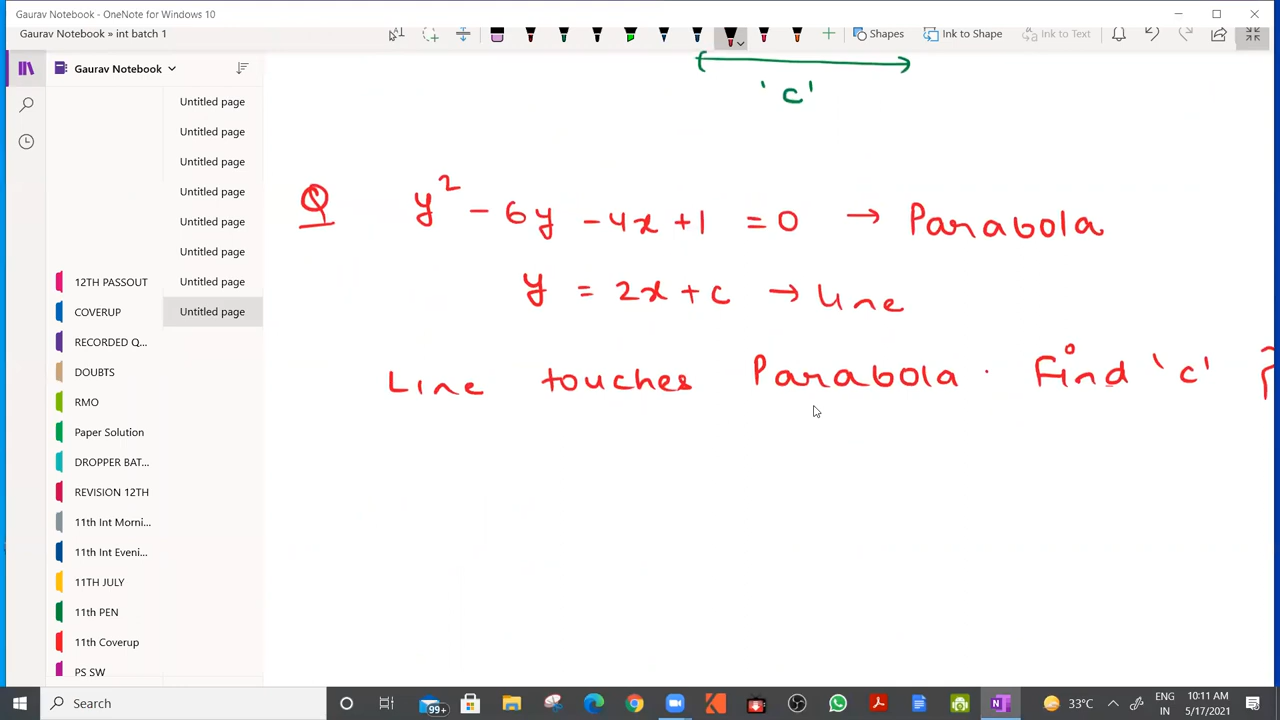 Gaurav Notebook - OneNote for Windows 10
Gaurav Notebook » int batch 1
Shapes
Ink to Shape
Ink to Text
Gaurav Notebook
Untitled page
Untitled page
Untitled page
Untitled page
Untitled page
Untitled page
Untitled page
Untitled page
12TH PASSOUT
COVERUP
RECORDED Q...
DOUBTS
RMO
Paper Solution
DROPPER BAT...
REVISION 12TH
11th Int Morni...
11th Int Eveni...
11TH JULY
11th PEN
11th Coverup
PS SW
'c'
Q y² - 6y - 4x + 1 = 0 → Parabola
y = 2x + c → Line
Line touches Parabola. Find 'c' ?
Search
99+
33°C
ENG
IN
10:11 AM
5/17/2021